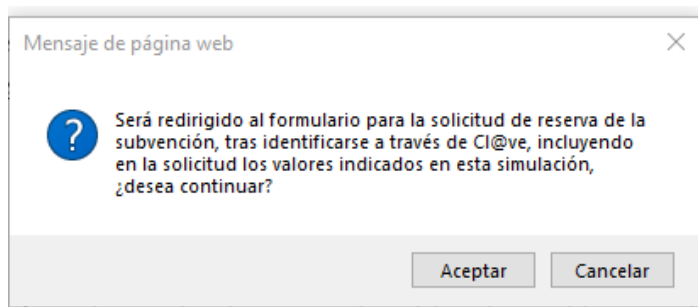 Mensaje de página web
Será redirigido al formulario para la solicitud de reserva de la
subvención, tras identificarse a través de Cl@ve, incluyendo
en la solicitud los valores indicados en esta simulación,
¿desea continuar?
Aceptar
Cancelar